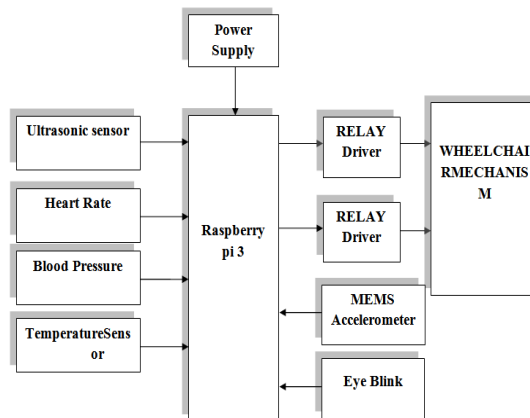 Power
Supply
Ultrasonic sensor
Heart Rate
Blood Pressure
TemperatureSens
or
Raspberry
pi 3
RELAY
Driver
RELAY
Driver
MEMS
Accelerometer
Eye Blink
WHEELCHAI
RMECHANIS
M